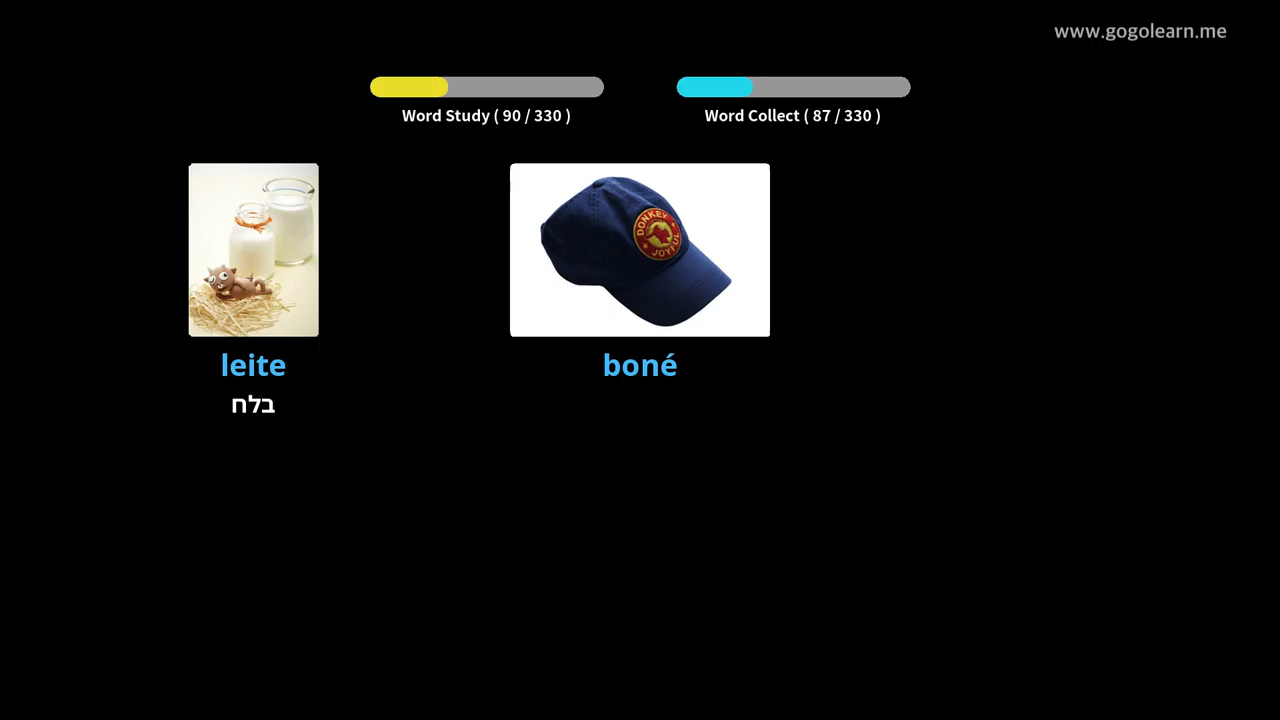 www.gogolearn.me
Word Study ( 90 / 330 )
Word Collect ( 87 / 330 )
DONKEY
JOYFUL
leite
boné
בלח